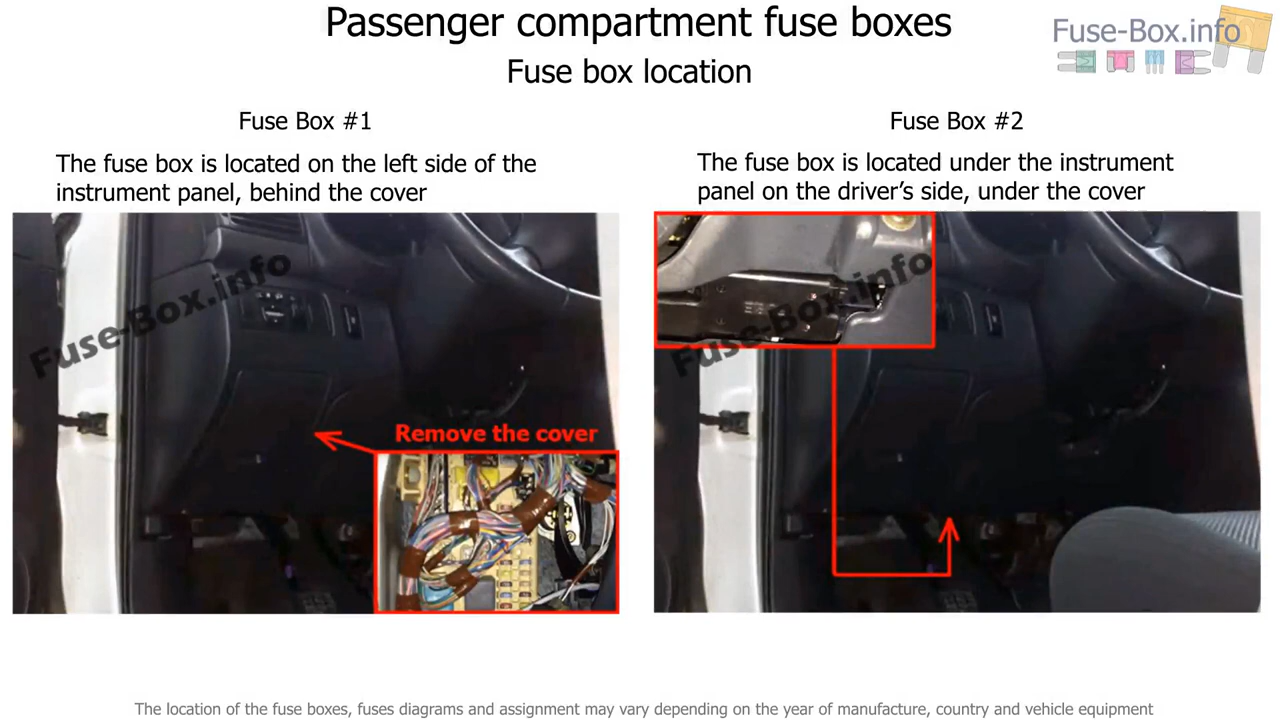 Passenger compartment fuse boxes
Fuse-Box.info
Fuse box location
Fuse Box #1
The fuse box is located on the left side of the
instrument panel, behind the cover
Fuse-Box.info
Remove the cover
Fuse Box #2
The fuse box is located under the instrument
panel on the driver’s side, under the cover
Fuse-Box.info
The location of the fuse boxes, fuses diagrams and assignment may vary depending on the year of manufacture, country and vehicle equipment